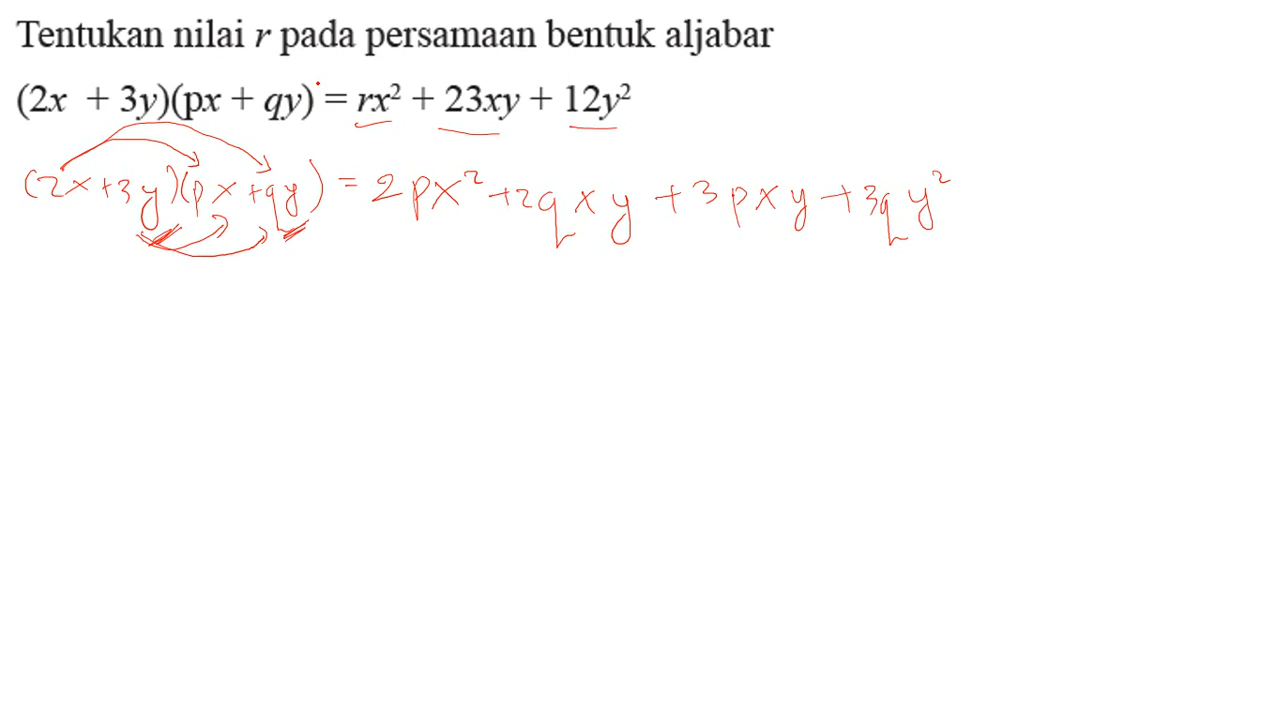 Tentukan nilai r pada persamaan bentuk aljabar
(2x + 3y)(px + qy) = rx² + 23xy + 12y²
(2x+3y)(px+qy) = 2px² + 2qxy + 3pxy + 3qy²